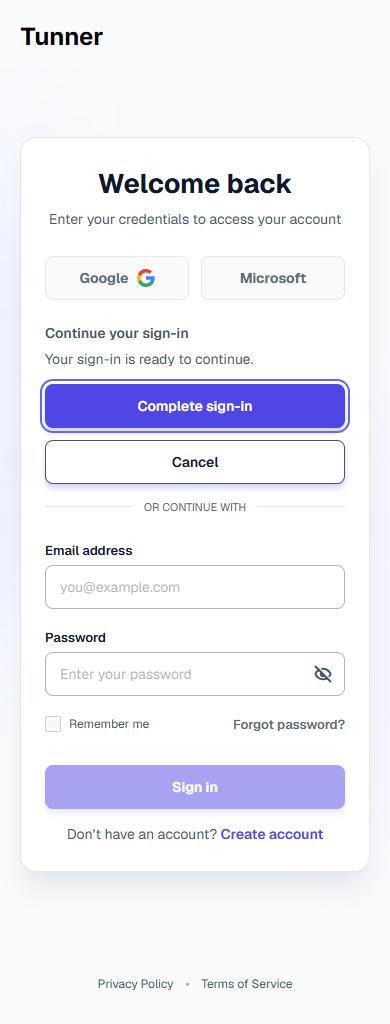 Tunner
Welcome back
Enter your credentials to access your account
Google
Microsoft
Continue your sign-in
Your sign-in is ready to continue.
Complete sign-in
Cancel
OR CONTINUE WITH
Email address
you@example.com
Password
Enter your password
Remember me
Forgot password?
Sign in
Don't have an account? Create account
Privacy Policy • Terms of Service